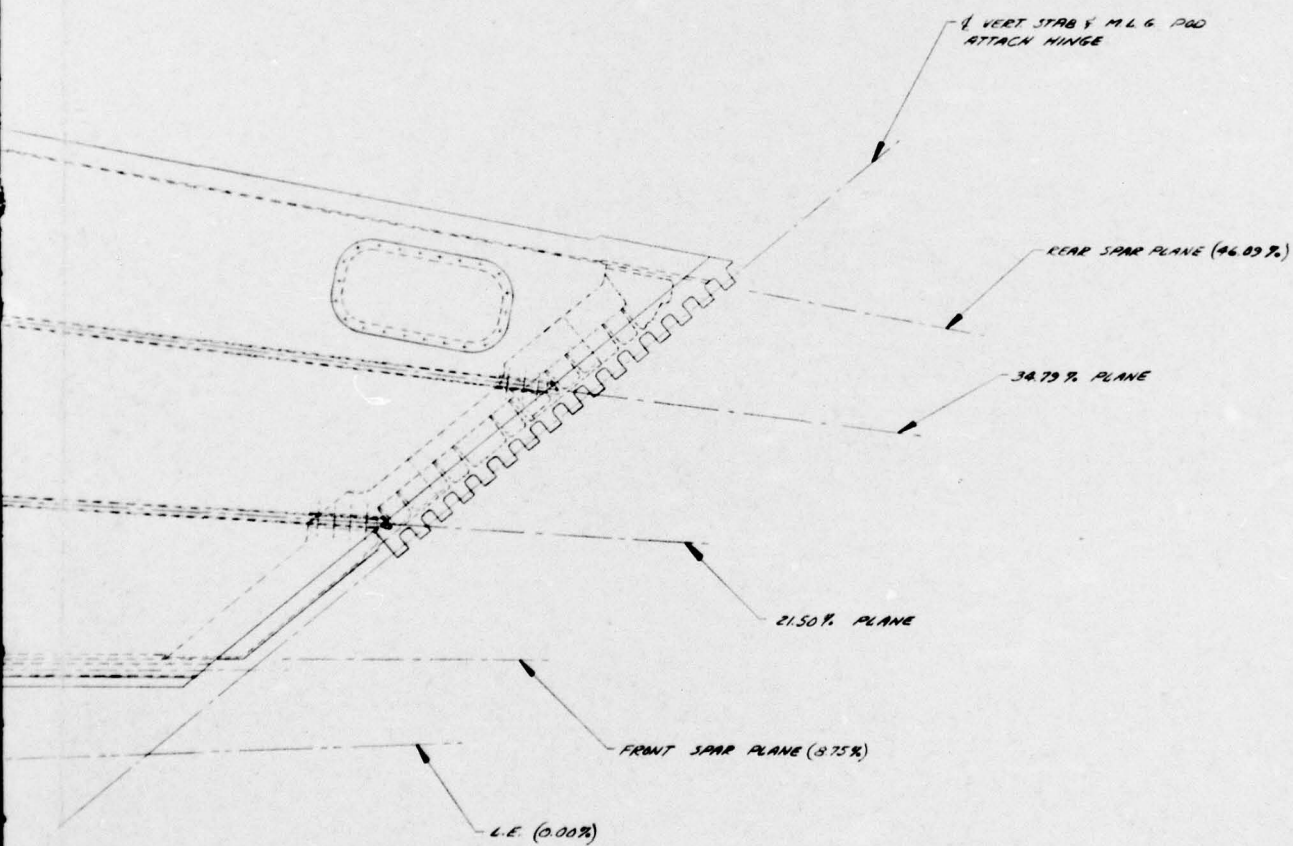 ℄ VERT STAB & M.L.G. POD
ATTACH HINGE
REAR SPAR PLANE (46.09%)
34.79% PLANE
21.50% PLANE
FRONT SPAR PLANE (8.75%)
L.E. (0.00%)